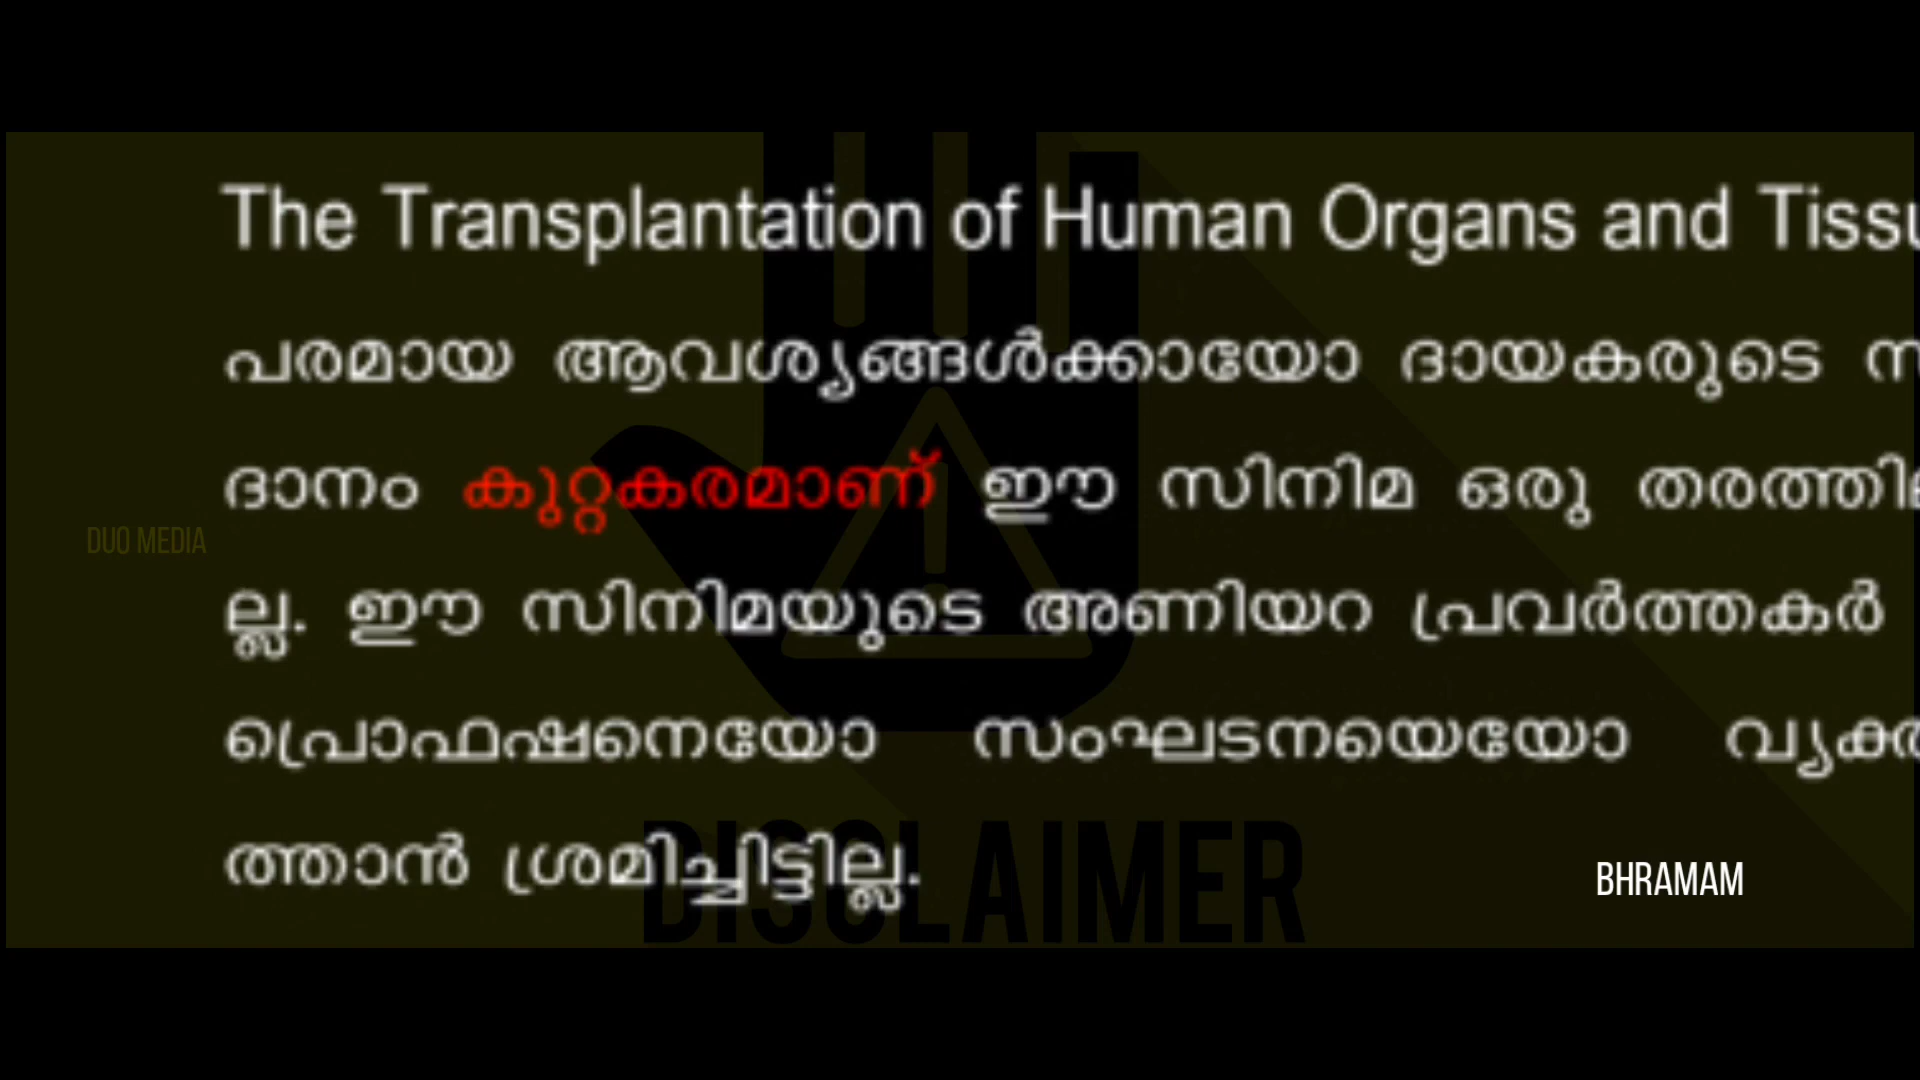 The Transplantation of Human Organs and
പരമായ ആവശ്യങ്ങൾക്കായോ ദായകരുടെ
ദാനം കുറ്റകരമാണ് ഈ സിനിമ ഒരു
ല്ല. ഈ സിനിമയുടെ അണിയറ പ്രവർത്തകർ
പ്രൊഫഷനെയോ സംഘടനയെയോ
ത്താൻ ശ്രമിച്ചിട്ടില്ല.
DUO MEDIA
DISCLAIMER
BHRAMAM